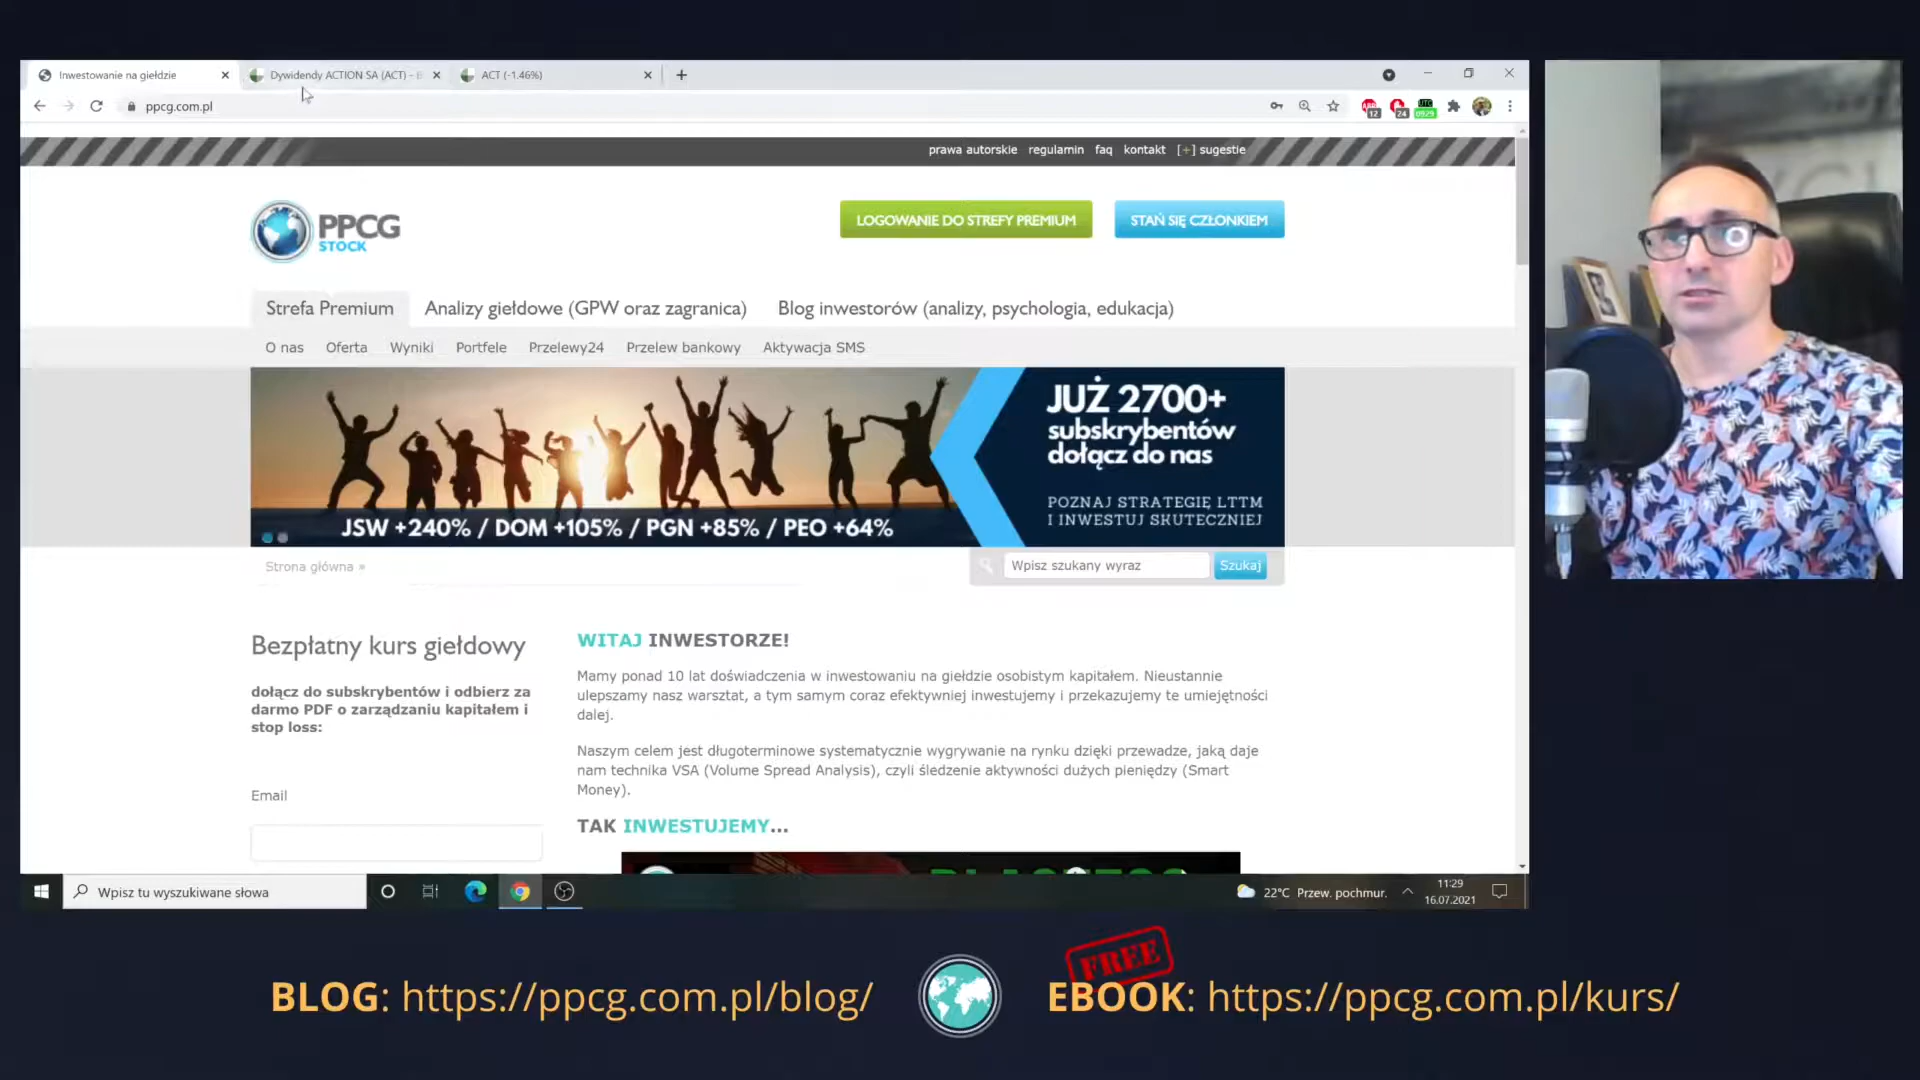 Inwestowanie na giełdzie
Dywidendy ACTION SA (ACT) - B
ACT (-1.46%)
ppcg.com.pl
12
24
UTC
0929
prawa autorskie regulamin faq kontakt [+] sugestie
PPCG
STOCK
LOGOWANIE DO STREFY PREMIUM
STAŃ SIĘ CZŁONKIEM
Strefa Premium Analizy giełdowe (GPW oraz zagranica) Blog inwestorów (analizy, psychologia, edukacja)
O nas Oferta Wyniki Portfele Przelewy24 Przelew bankowy Aktywacja SMS
JUŻ 2700+
subskrybentów
dołącz do nas
POZNAJ STRATEGIĘ LTTM
I INWESTUJ SKUTECZNIEJ
JSW +240% / DOM +105% / PGN +85% / PEO +64%
Strona główna »
Wpisz szukany wyraz
Szukaj
Bezpłatny kurs giełdowy
dołącz do subskrybentów i odbierz za
darmo PDF o zarządzaniu kapitałem i
stop loss:
Email
WITAJ INWESTORZE!
Mamy ponad 10 lat doświadczenia w inwestowaniu na giełdzie osobistym kapitałem. Nieustannie
ulepszamy nasz warsztat, a tym samym coraz efektywniej inwestujemy i przekazujemy te umiejętności
dalej.
Naszym celem jest długoterminowe systematycznie wygrywanie na rynku dzięki przewadze, jaką daje
nam technika VSA (Volume Spread Analysis), czyli śledzenie aktywności dużych pieniędzy (Smart
Money).
TAK INWESTUJEMY...
Wpisz tu wyszukiwane słowa
22°C Przew. pochmur.
11:29
16.07.2021
BLOG: https://ppcg.com.pl/blog/
FREE
EBOOK: https://ppcg.com.pl/kurs/